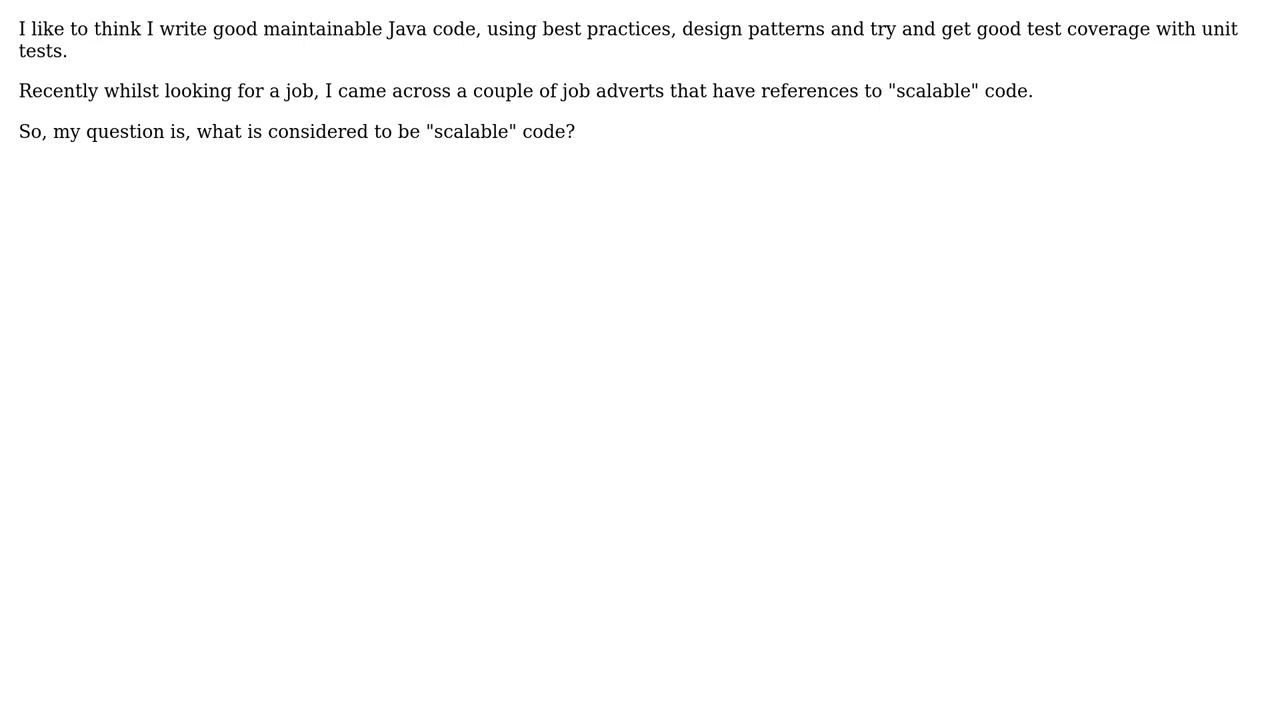 I like to think I write good maintainable Java code, using best practices, design patterns and try and get good test coverage with unit
tests.
Recently whilst looking for a job, I came across a couple of job adverts that have references to "scalable" code.
So, my question is, what is considered to be "scalable" code?